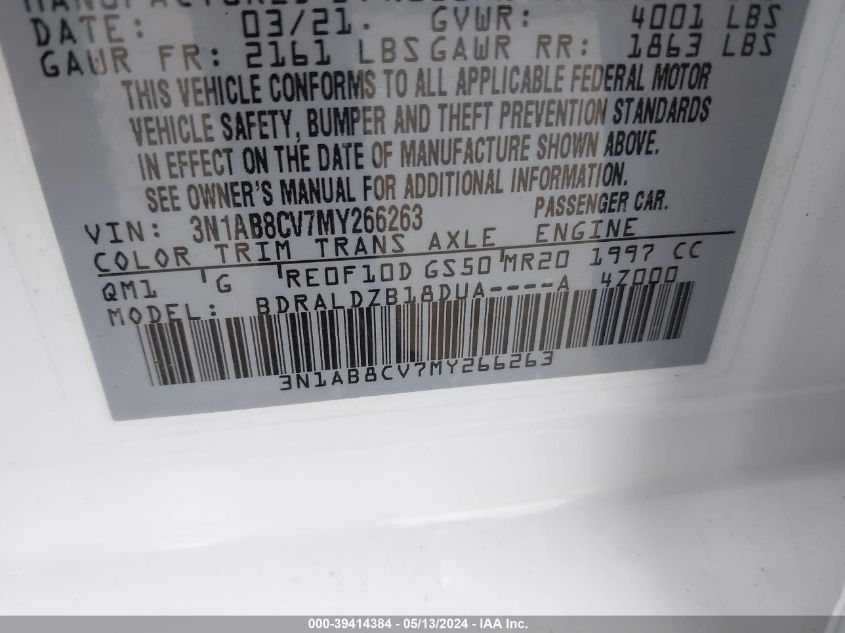 DATE: 03/21. GVWR: 4001 LBS
GAWR FR: 2161 LBS GAWR RR: 1863 LBS
THIS VEHICLE CONFORMS TO ALL APPLICABLE FEDERAL MOTOR
VEHICLE SAFETY, BUMPER AND THEFT PREVENTION STANDARDS
IN EFFECT ON THE DATE OF MANUFACTURE SHOWN ABOVE.
SEE OWNER'S MANUAL FOR ADDITIONAL INFORMATION.
VIN: 3N1AB8CV7MY266263 PASSENGER CAR.
COLOR TRIM TRANS AXLE ENGINE
QM1 G RE0F10D GS50 MR20 1997 CC
MODEL: BDRALDZB18DUA----A 4Z000
3N1AB8CV7MY266263
000-39414384 - 05/13/2024 - IAA Inc.